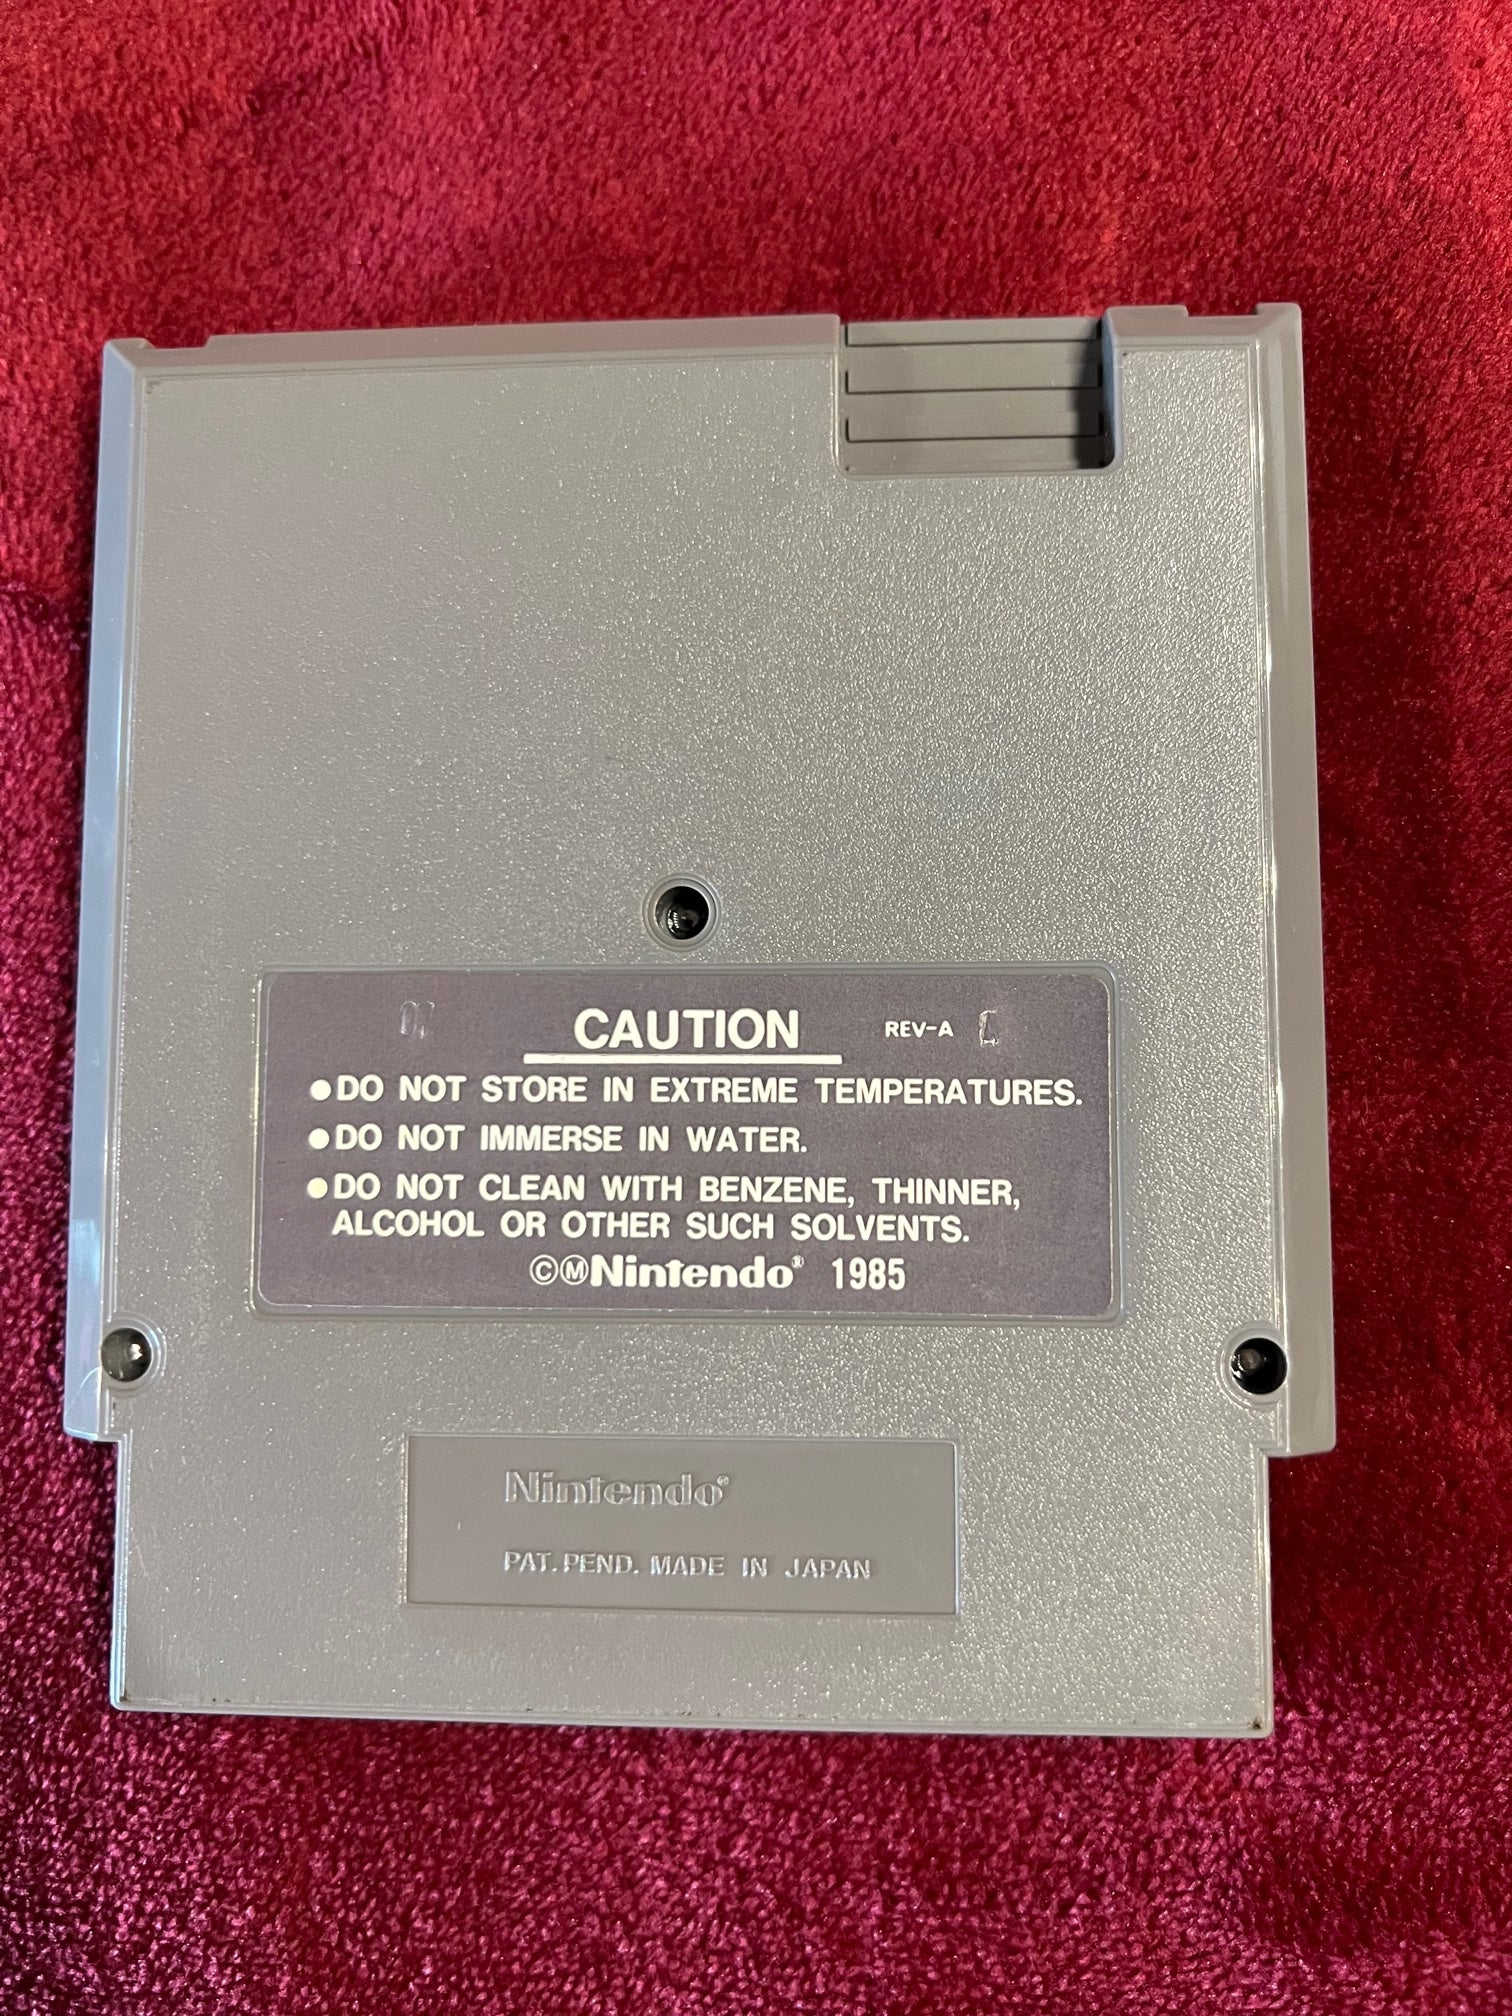 CAUTION REV-A
●DO NOT STORE IN EXTREME TEMPERATURES.
●DO NOT IMMERSE IN WATER.
●DO NOT CLEAN WITH BENZENE, THINNER,
ALCOHOL OR OTHER SUCH SOLVENTS.
ⒸⓂNintendo® 1985
Nintendo®
PAT.PEND. MADE IN JAPAN